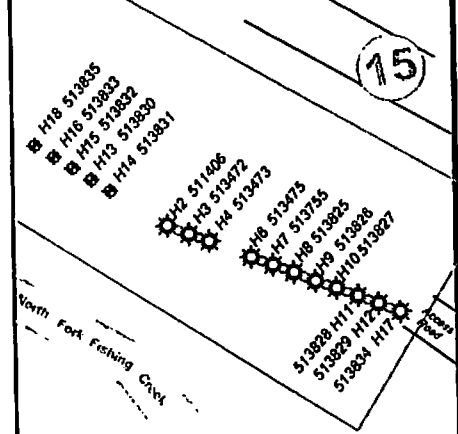 15
H18 513835
H16 513833
H15 513832
H13 513830
H14 513831
H2 511406
H3 513472
H4 513473
H6 513475
H7 513755
H8 513825
H9 513826
H10 513827
513828 H11
513829 H12
513834 H17
Access
Road
North Fork Fishing Creek